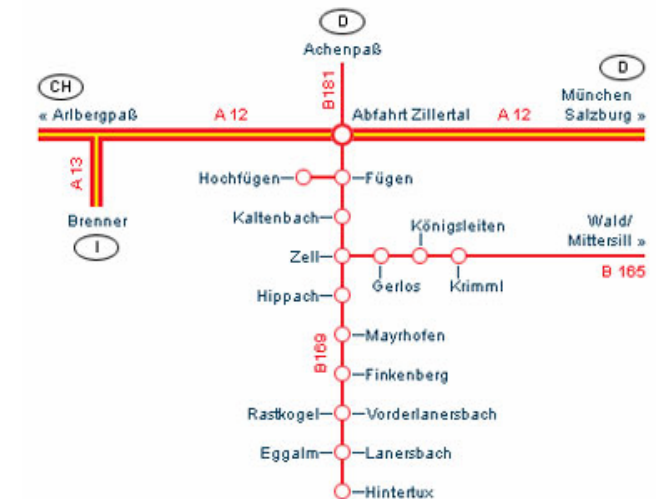 D
Achenpaß
CH
D
B181
München
« Arlbergpaß
A 12
Abfahrt Zillertal
A 12
Salzburg »
A 13
Hochfügen
Fügen
Brenner
I
Kaltenbach
Königsleiten
Wald/
Mittersill »
Zell
B 165
Gerlos
Krimml
Hippach
B169
Mayrhofen
Finkenberg
Rastkogel
Vorderlanersbach
Eggalm
Lanersbach
Hintertux